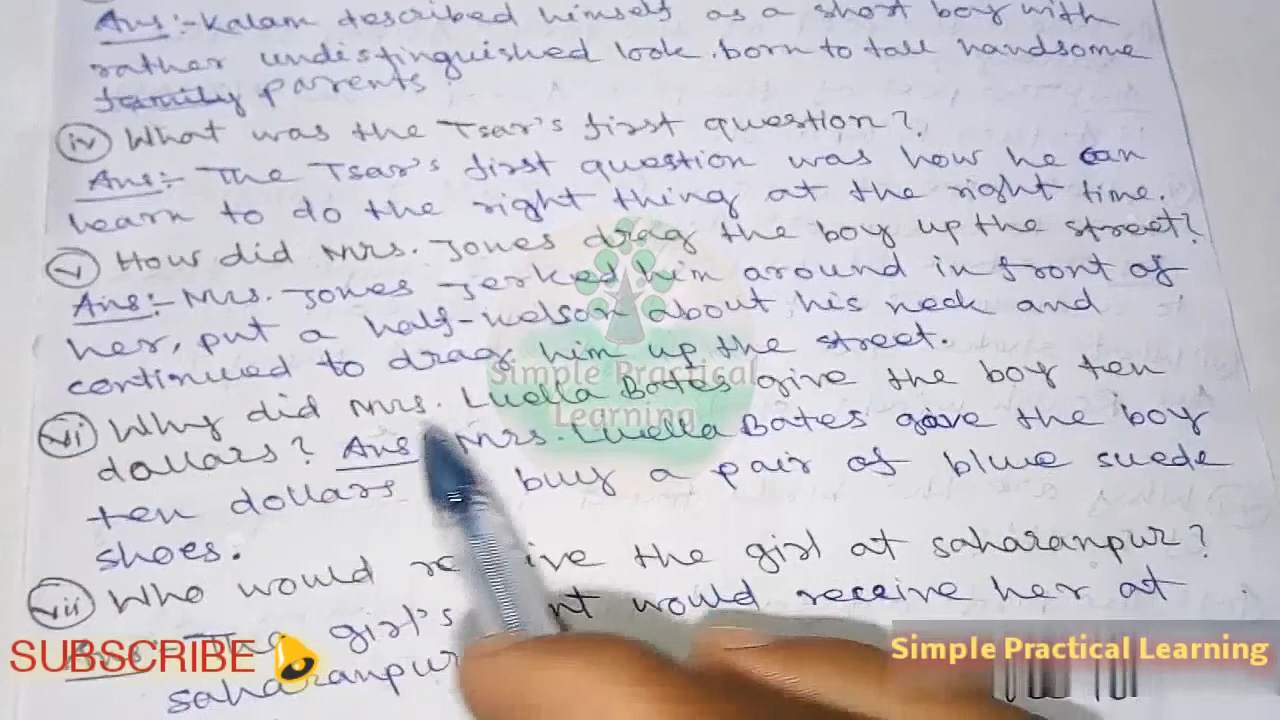 Ans:- Kalam described himself as a short boy with
rather undistinguished look. born to tall handsome
family parents
iv What was the Tsar's first question?
Ans:- The Tsar's first question was how he can
learn to do the right thing at the right time.
v How did Mrs. Jones drag the boy up the street?
Ans:- Mrs. Jones Jerked him around in front of
her, put a half-nelson about his neck and
continued to drag him up the street.
vi Why did Mrs. Luella Bates give the boy ten
dollars? Ans Mrs. Luella Bates gave the boy
ten dollars buy a pair of blue suede
shoes.
vii Who would receive the girl at saharanpur?
Ans:- The girl's would receive her at
saharanpur
Simple Practical
Learning
SUBSCRIBE
Simple Practical Learning